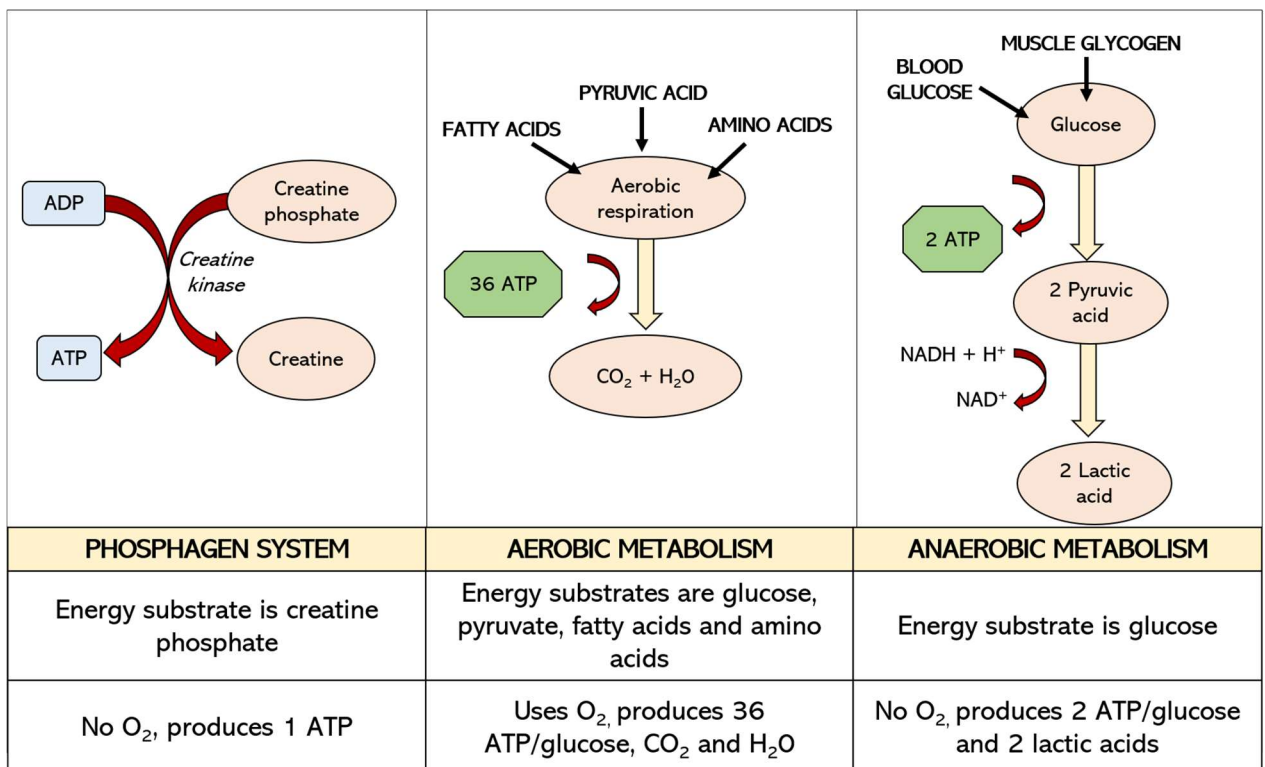 ADP
Creatine
phosphate
Creatine
kinase
ATP
Creatine
PYRUVIC ACID
FATTY ACIDS
AMINO ACIDS
Aerobic
respiration
36 ATP
CO₂ + H₂O
MUSCLE GLYCOGEN
BLOOD
GLUCOSE
Glucose
2 ATP
2 Pyruvic
acid
NADH + H⁺
NAD⁺
2 Lactic
acid
PHOSPHAGEN SYSTEM
AEROBIC METABOLISM
ANAEROBIC METABOLISM
Energy substrate is creatine
phosphate
Energy substrates are glucose,
pyruvate, fatty acids and amino
acids
Energy substrate is glucose
No O₂, produces 1 ATP
Uses O₂, produces 36
ATP/glucose, CO₂ and H₂O
No O₂, produces 2 ATP/glucose
and 2 lactic acids